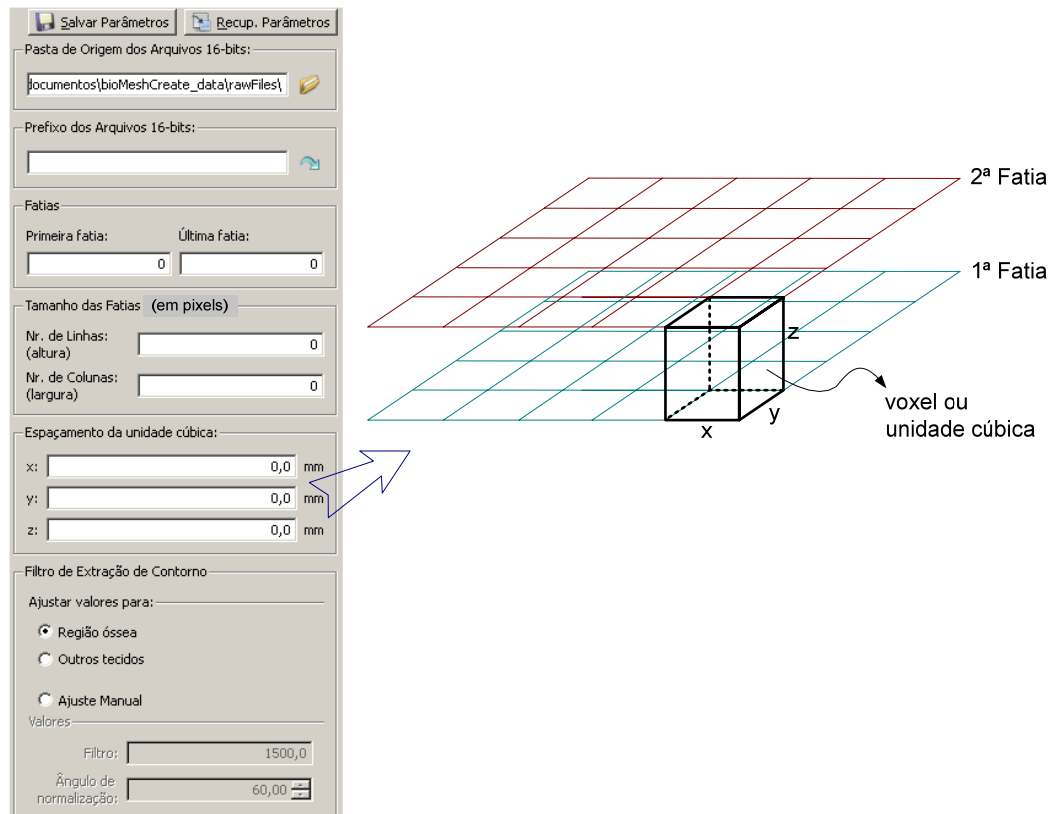 Salvar Parâmetros
Recup. Parâmetros
Pasta de Origem dos Arquivos 16-bits:
documentos\bioMeshCreate_data\rawFiles\
Prefixo dos Arquivos 16-bits:
Fatias
Primeira fatia:
Última fatia:
0
0
Tamanho das Fatias (em pixels)
Nr. de Linhas:
(altura)
0
Nr. de Colunas:
(largura)
0
Espaçamento da unidade cúbica:
x: 0,0 mm
y: 0,0 mm
z: 0,0 mm
Filtro de Extração de Contorno
Ajustar valores para:
Região óssea
Outros tecidos
Ajuste Manual
Valores
Filtro: 1500,0
Ângulo de
normalização:
60,00
2ª Fatia
1ª Fatia
z
y
x
voxel ou
unidade cúbica